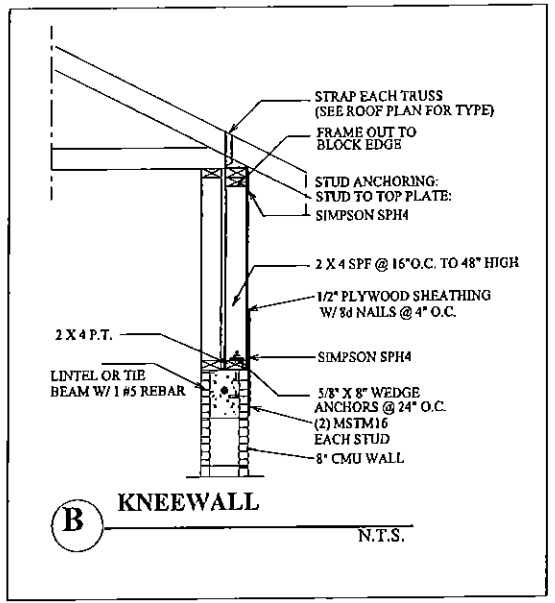 STRAP EACH TRUSS
(SEE ROOF PLAN FOR TYPE)
FRAME OUT TO
BLOCK EDGE
STUD ANCHORING:
STUD TO TOP PLATE:
SIMPSON SPH4
2 X 4 SPF @ 16"O.C. TO 48" HIGH
1/2" PLYWOOD SHEATHING
W/ 8d NAILS @ 4" O.C.
2 X 4 P.T.
SIMPSON SPH4
LINTEL OR TIE
BEAM W/ 1 #5 REBAR
5/8" X 8" WEDGE
ANCHORS @ 24" O.C.
(2) MSTM16
EACH STUD
8" CMU WALL
B
KNEEWALL
N.T.S.